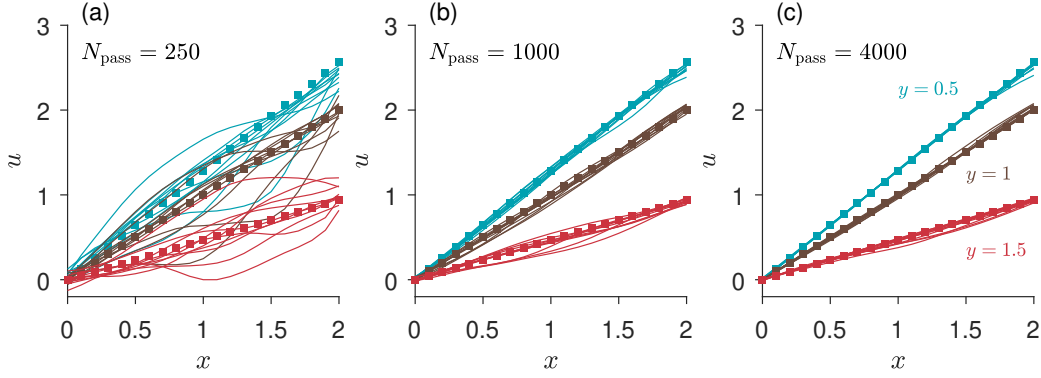 (a)
N_pass = 250
3
2
1
0
u
0 0.5 1 1.5 2
x
(b)
N_pass = 1000
3
2
1
0
u
0 0.5 1 1.5 2
x
(c)
N_pass = 4000
3
2
1
0
u
y = 0.5
y = 1
y = 1.5
0 0.5 1 1.5 2
x